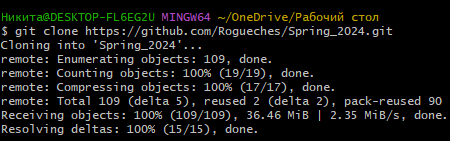 Никита@DESKTOP-FL6EG2U MINGW64 ~/OneDrive/Рабочий стол
$ git clone https://github.com/Rogueches/Spring_2024.git
Cloning into 'Spring_2024'...
remote: Enumerating objects: 109, done.
remote: Counting objects: 100% (19/19), done.
remote: Compressing objects: 100% (17/17), done.
remote: Total 109 (delta 5), reused 2 (delta 2), pack-reused 90
Receiving objects: 100% (109/109), 36.46 MiB | 2.35 MiB/s, done.
Resolving deltas: 100% (15/15), done.